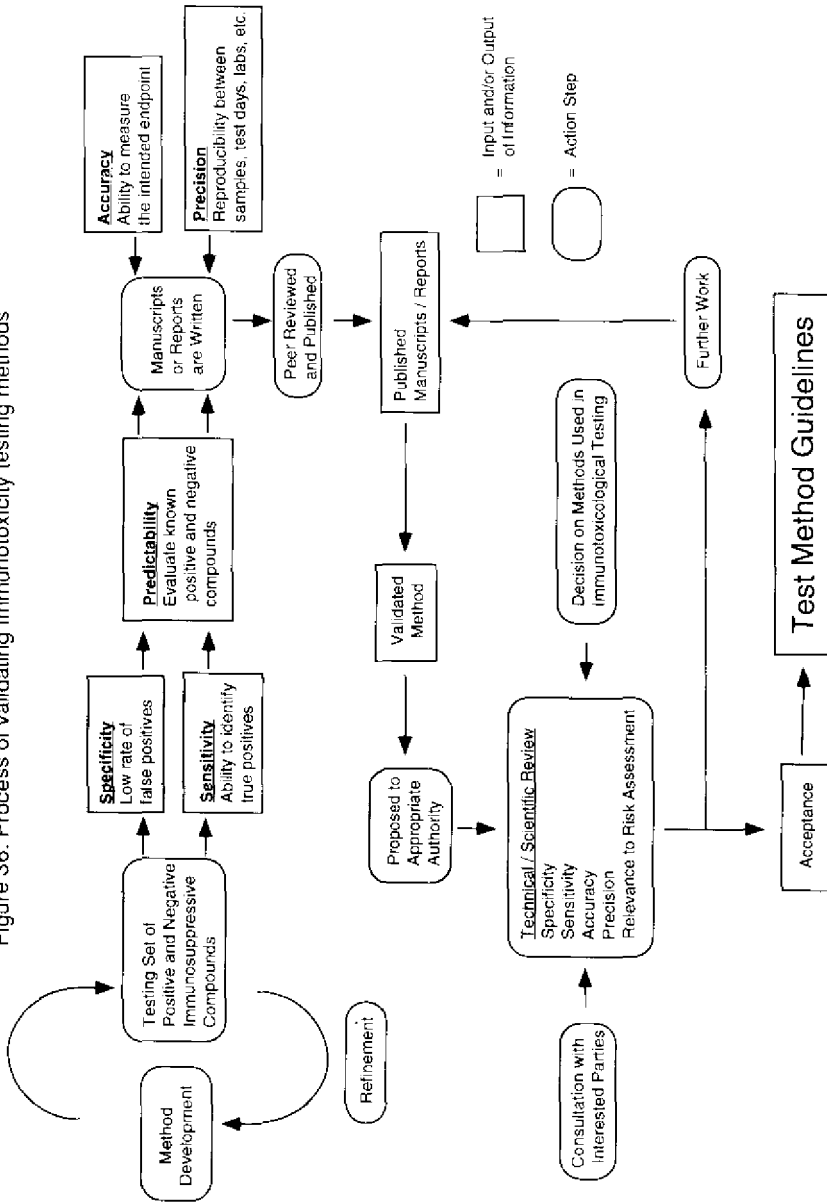 Figure 36. Process of validating immunotoxicity testing methods
Method
Development
Refinement
Testing Set of
Positive and Negative
Immunosuppressive
Compounds
Specificity
Low rate of
false positives
Sensitivity
Ability to identify
true positives
Predictability
Evaluate known
positive and negative
compounds
Manuscripts
or Reports
are Written
Accuracy
Ability to measure
the intended endpoint
Precision
Reproducibility between
samples, test days, labs, etc.
Peer Reviewed
and Published
Published
Manuscripts / Reports
Validated
Method
Proposed to
Appropriate
Authority
Consultation with
Interested Parties
Technical / Scientific Review
Specificity
Sensitivity
Accuracy
Precision
Relevance to Risk Assessment
Decision on Methods Used in
Immunotoxicological Testing
= Input and/or Output
of Information
= Action Step
Further Work
Acceptance
Test Method Guidelines